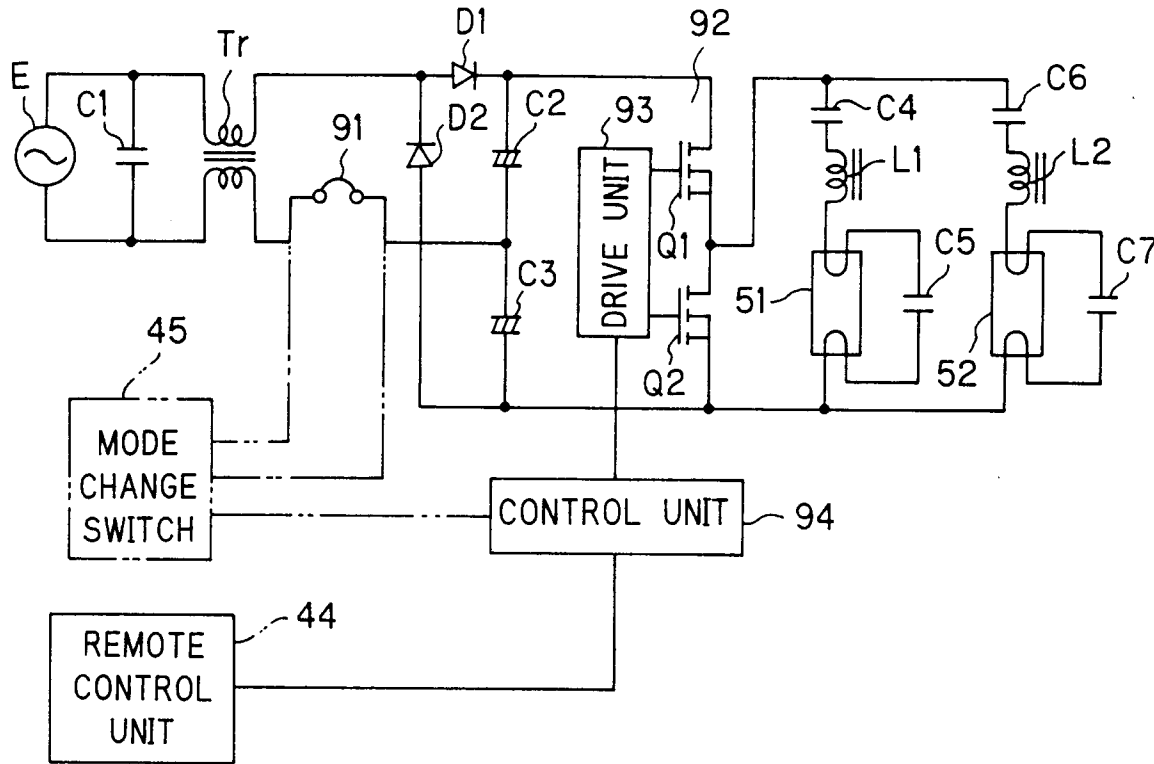 E
C1
Tr
91
D1
D2
C2
C3
92
93
DRIVE UNIT
Q1
Q2
C4
L1
C5
51
C6
L2
C7
52
45
MODE
CHANGE
SWITCH
CONTROL UNIT
94
44
REMOTE
CONTROL
UNIT